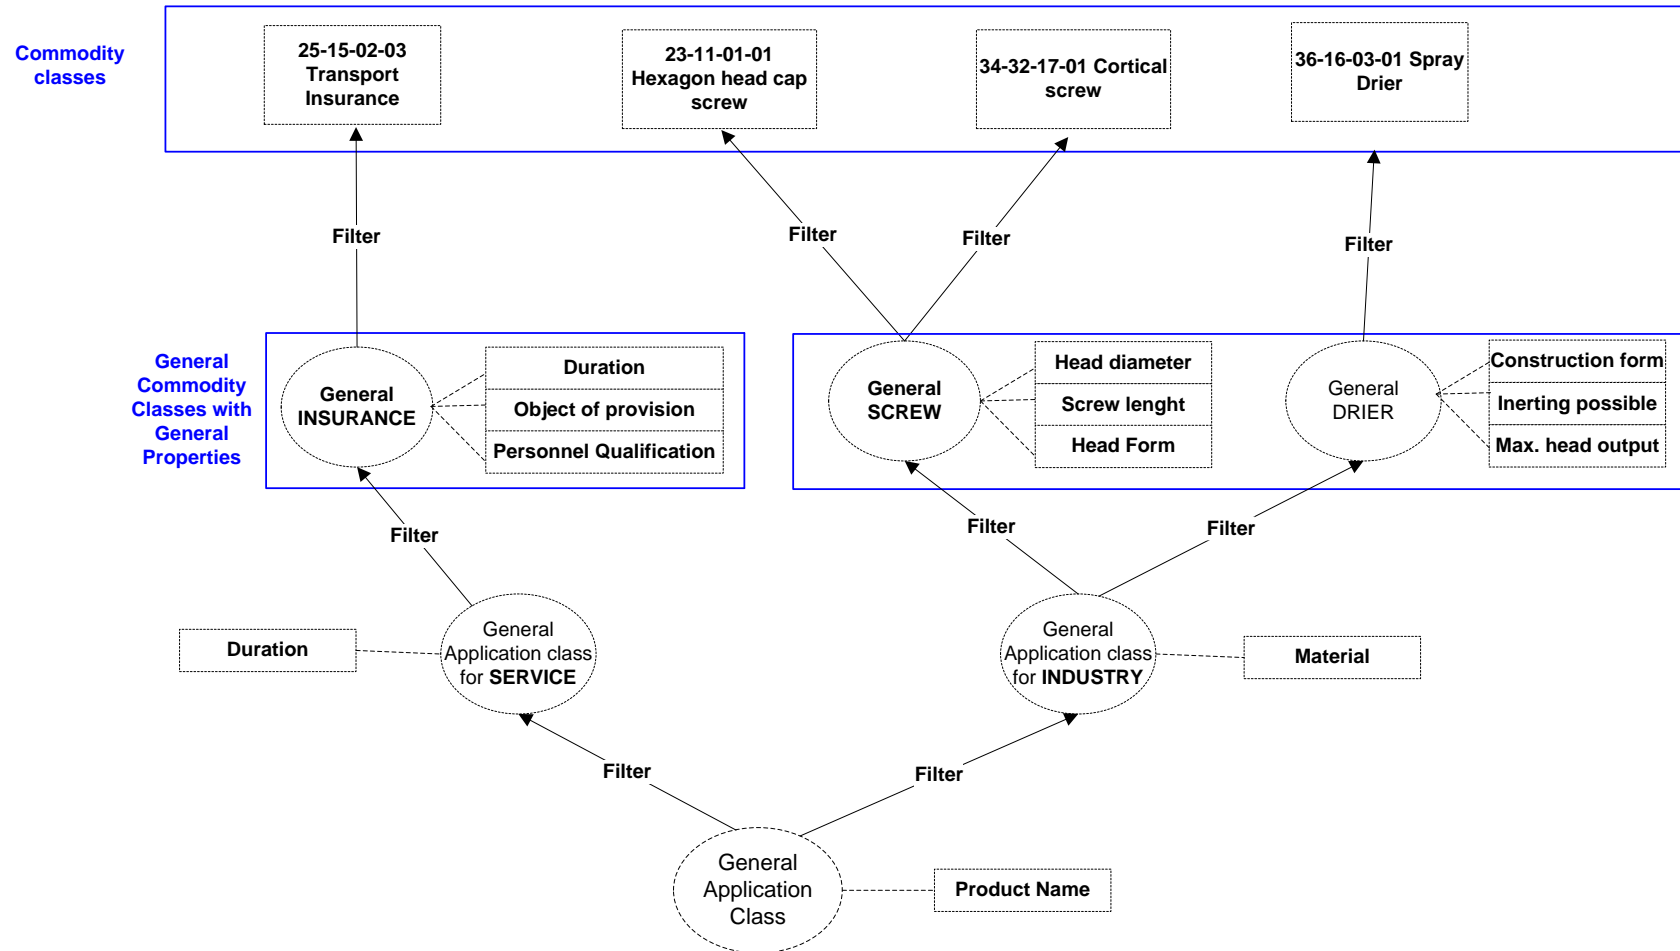 Commodity
classes
25-15-02-03
Transport
Insurance
23-11-01-01
Hexagon head cap
screw
34-32-17-01 Cortical
screw
36-16-03-01 Spray
Drier
Filter
Filter
Filter
Filter
General
Commodity
Classes with
General
Properties
General
INSURANCE
Duration
Object of provision
Personnel Qualification
General
SCREW
Head diameter
Screw lenght
Head Form
General
DRIER
Construction form
Inerting possible
Max. head output
Filter
Filter
Filter
Duration
General
Application class
for SERVICE
General
Application class
for INDUSTRY
Material
Filter
Filter
General
Application
Class
Product Name